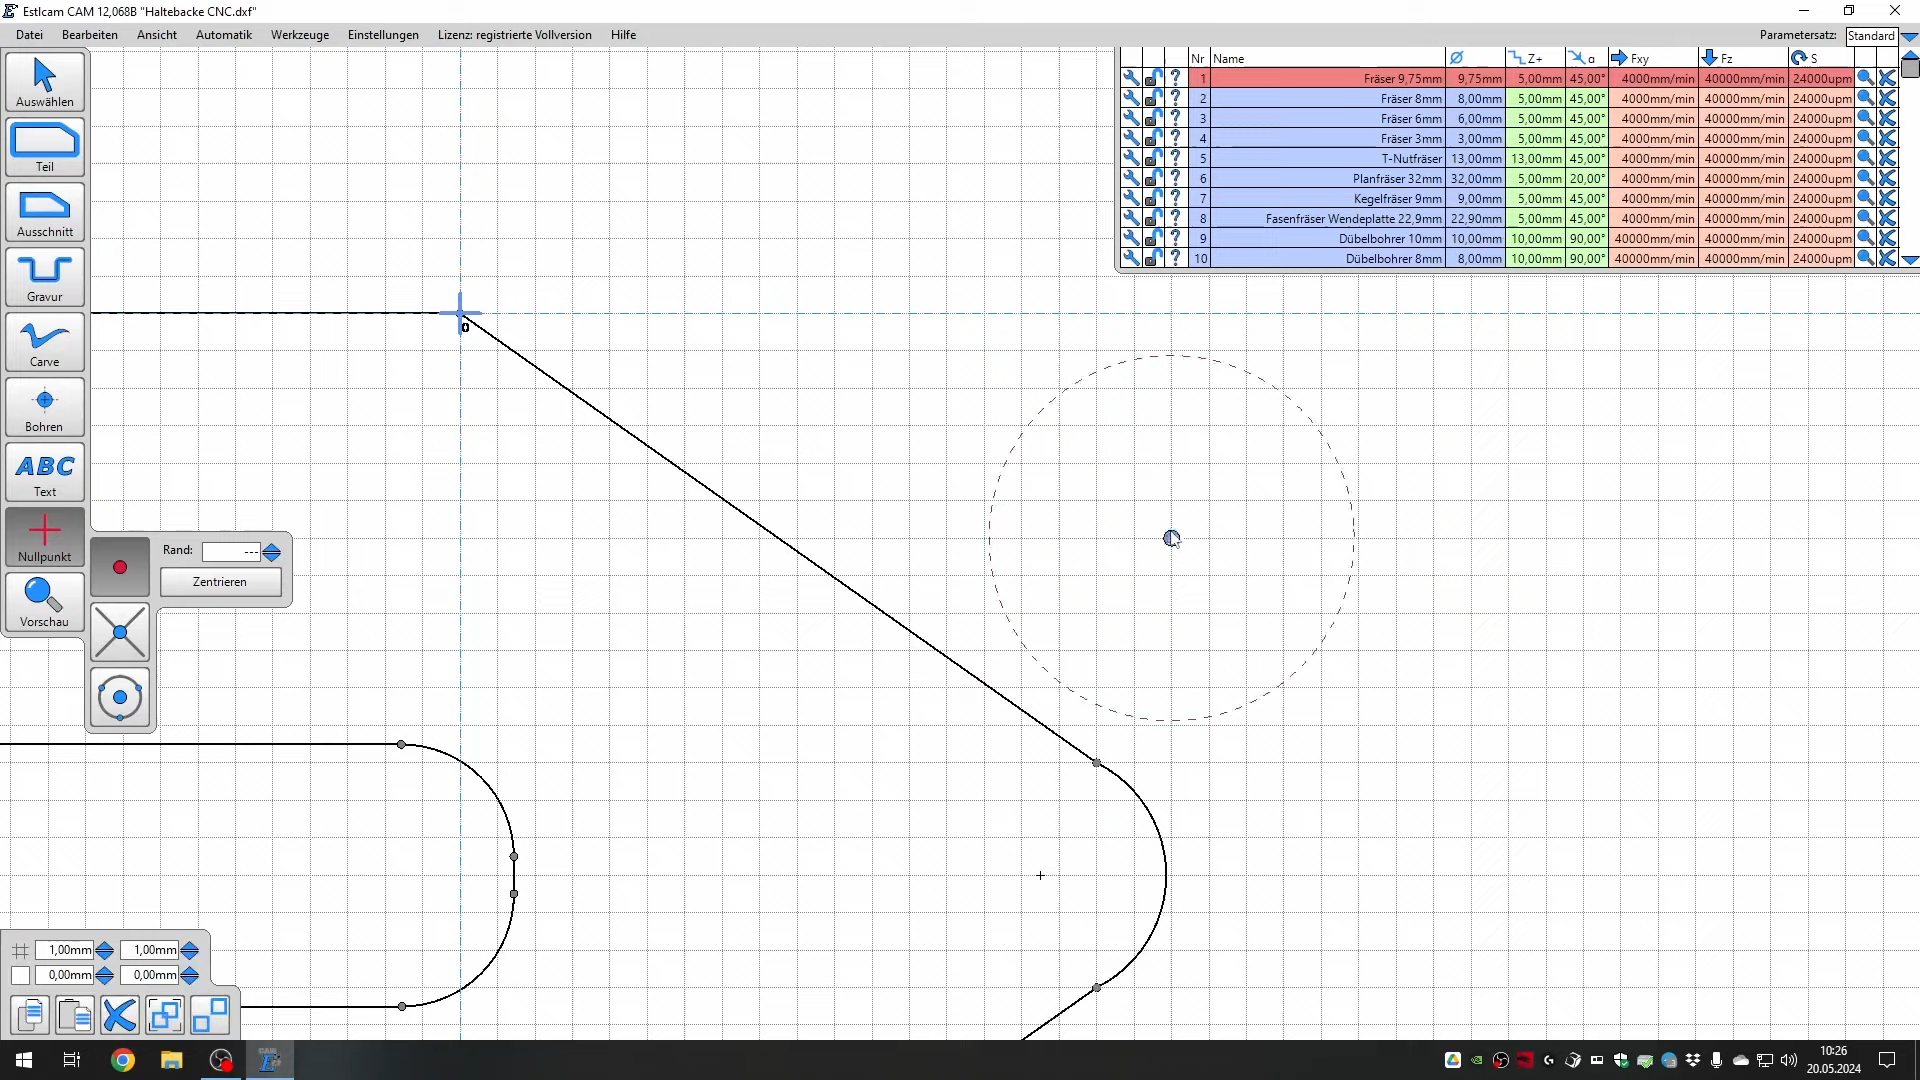 Estlcam CAM 12,068B "Haltebacke CNC.dxf"
Datei Bearbeiten Ansicht Automatik Werkzeuge Einstellungen Lizenz: registrierte Vollversion Hilfe Parametersatz: Standard
Nr Name Ø Z+ α Fxy Fz S
1 Fräser 9,75mm 9,75mm 5,00mm 45,00° 4000mm/min 40000mm/min 24000upm
2 Fräser 8mm 8,00mm 5,00mm 45,00° 4000mm/min 40000mm/min 24000upm
3 Fräser 6mm 6,00mm 5,00mm 45,00° 4000mm/min 40000mm/min 24000upm
4 Fräser 3mm 3,00mm 5,00mm 45,00° 4000mm/min 40000mm/min 24000upm
5 T-Nutfräser 13,00mm 13,00mm 45,00° 4000mm/min 40000mm/min 24000upm
6 Planfräser 32mm 32,00mm 5,00mm 20,00° 4000mm/min 40000mm/min 24000upm
7 Kegelfräser 9mm 9,00mm 5,00mm 45,00° 4000mm/min 40000mm/min 24000upm
8 Fasenfräser Wendeplatte 22,9mm 22,90mm 5,00mm 45,00° 4000mm/min 40000mm/min 24000upm
9 Dübelbohrer 10mm 10,00mm 10,00mm 90,00° 40000mm/min 40000mm/min 24000upm
10 Dübelbohrer 8mm 8,00mm 10,00mm 90,00° 40000mm/min 40000mm/min 24000upm
Auswählen
Teil
Ausschnitt
Gravur
Carve
Bohren
ABC
Text
Nullpunkt
Vorschau
0
Rand: ---
Zentrieren
1,00mm 1,00mm
0,00mm 0,00mm
10:26
20.05.2024